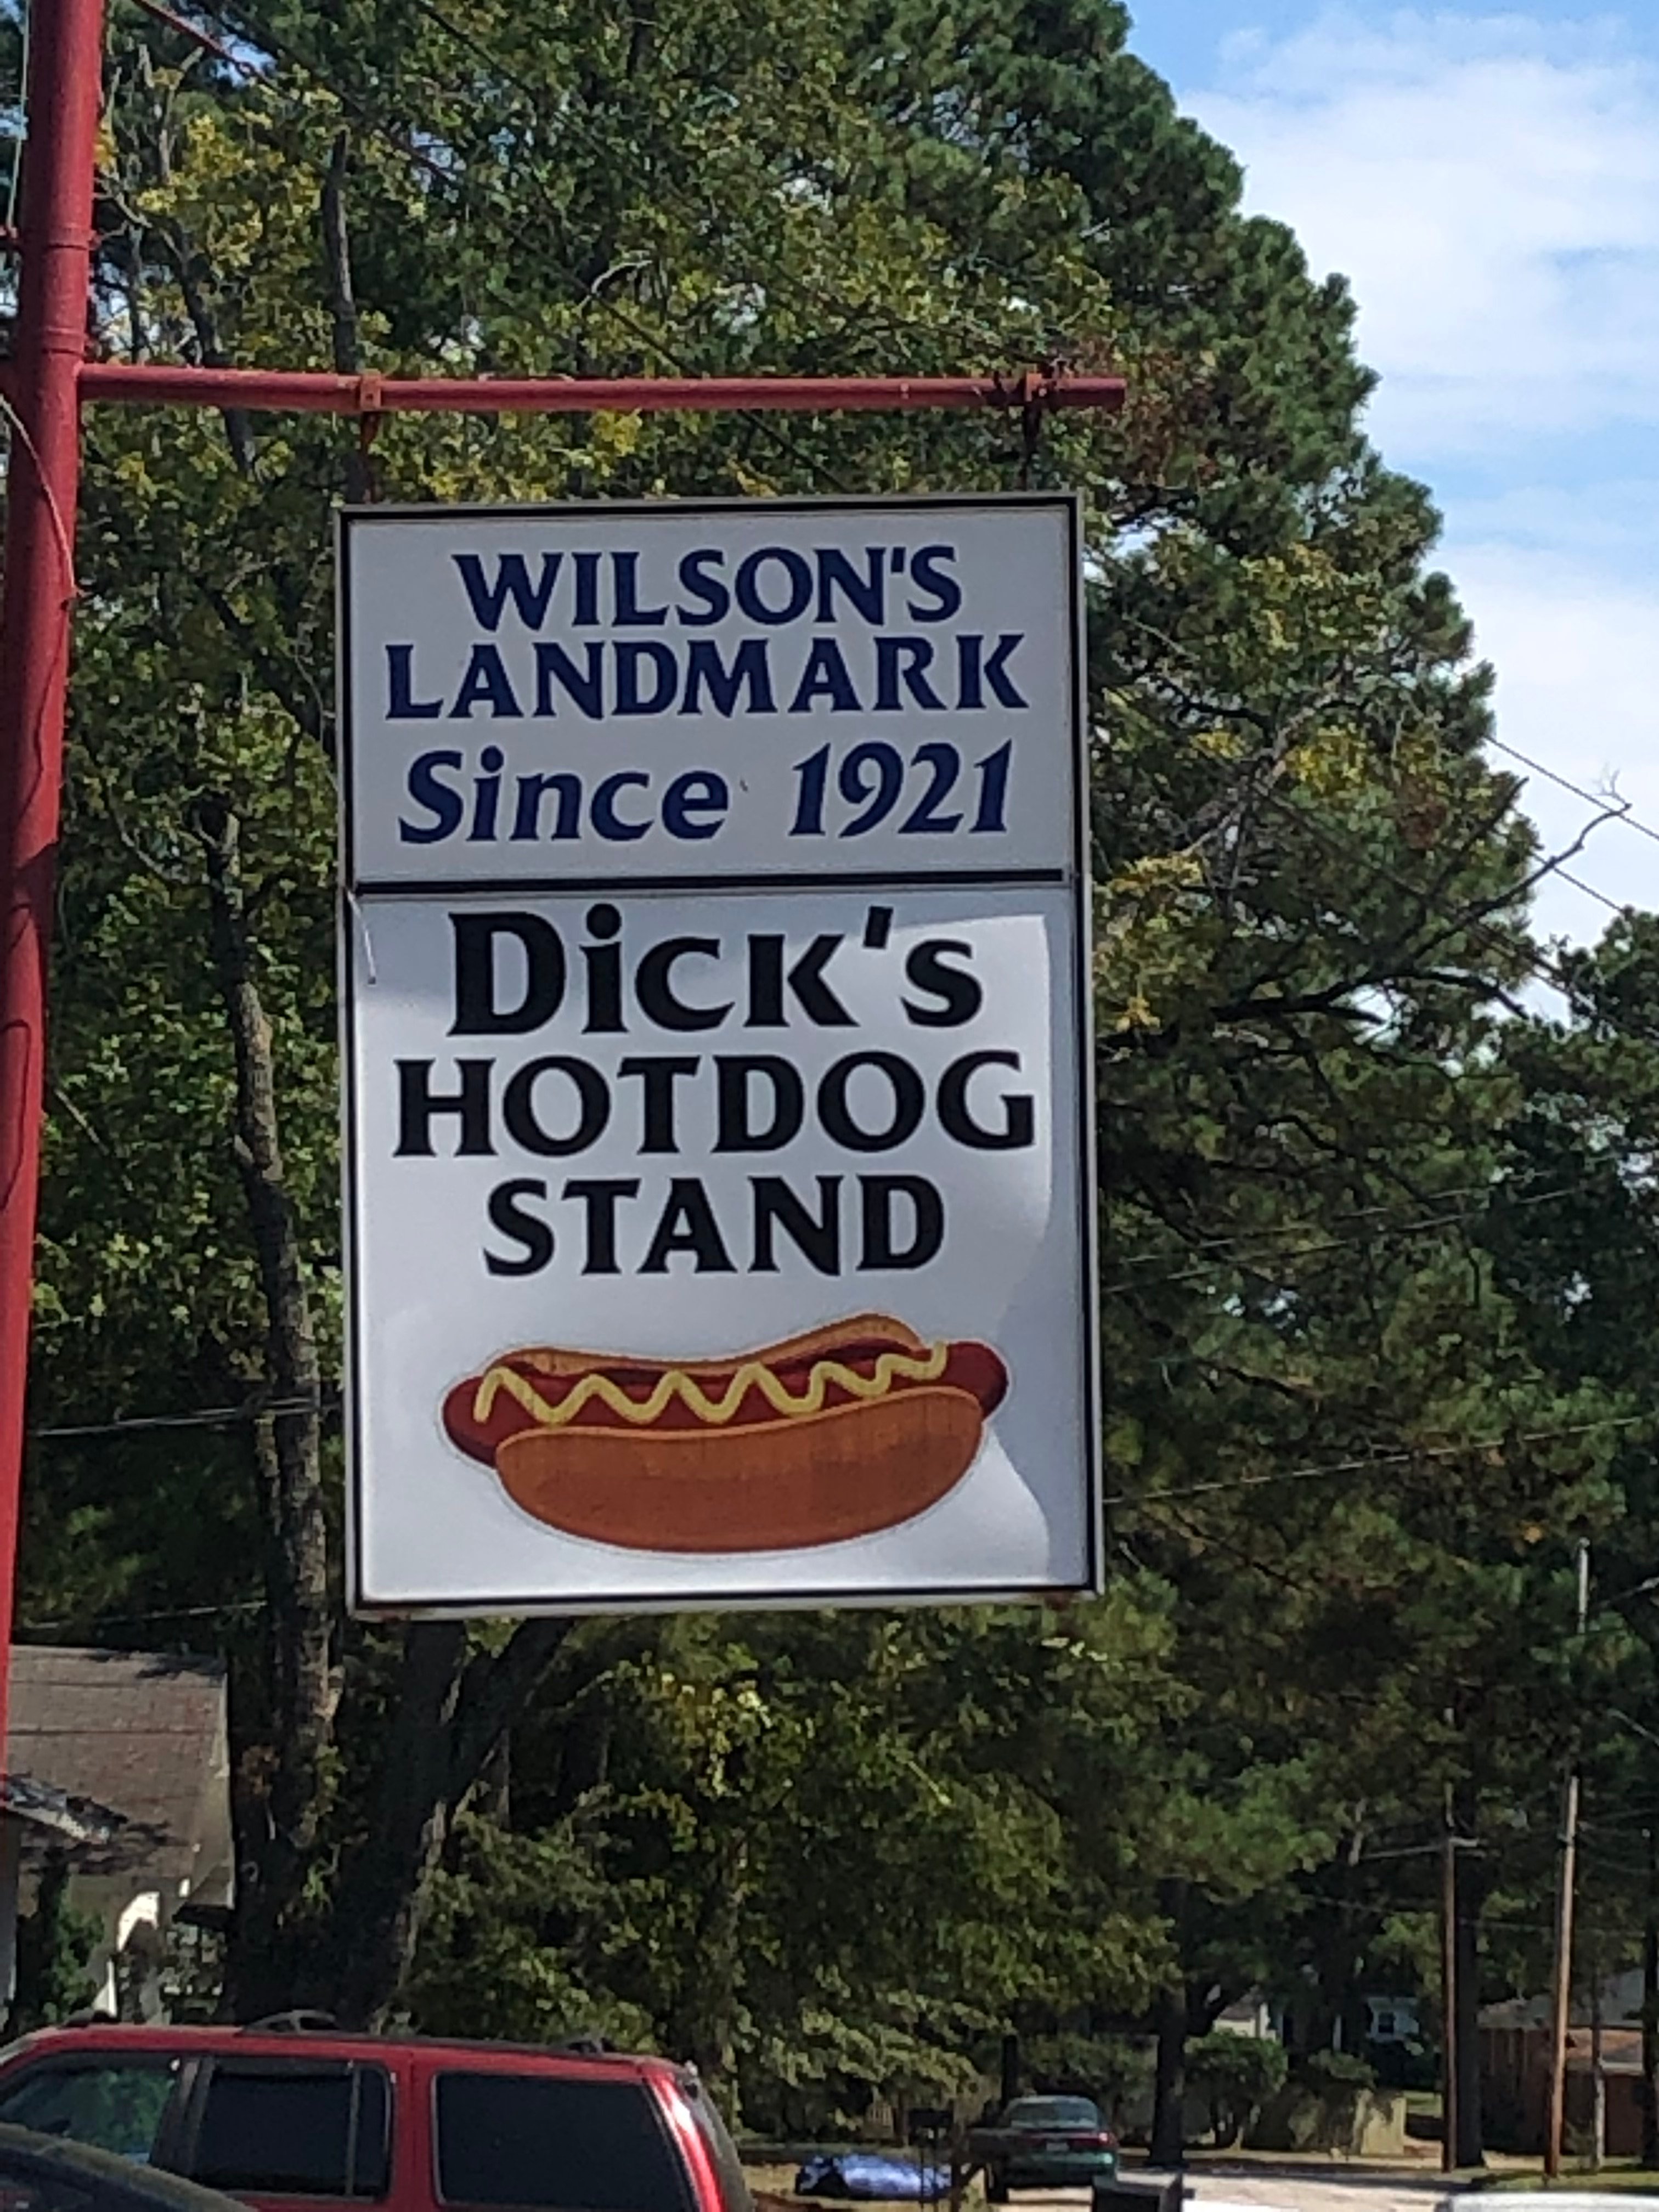 WILSON'S
LANDMARK
Since 1921
Dick's
HOTDOG
STAND